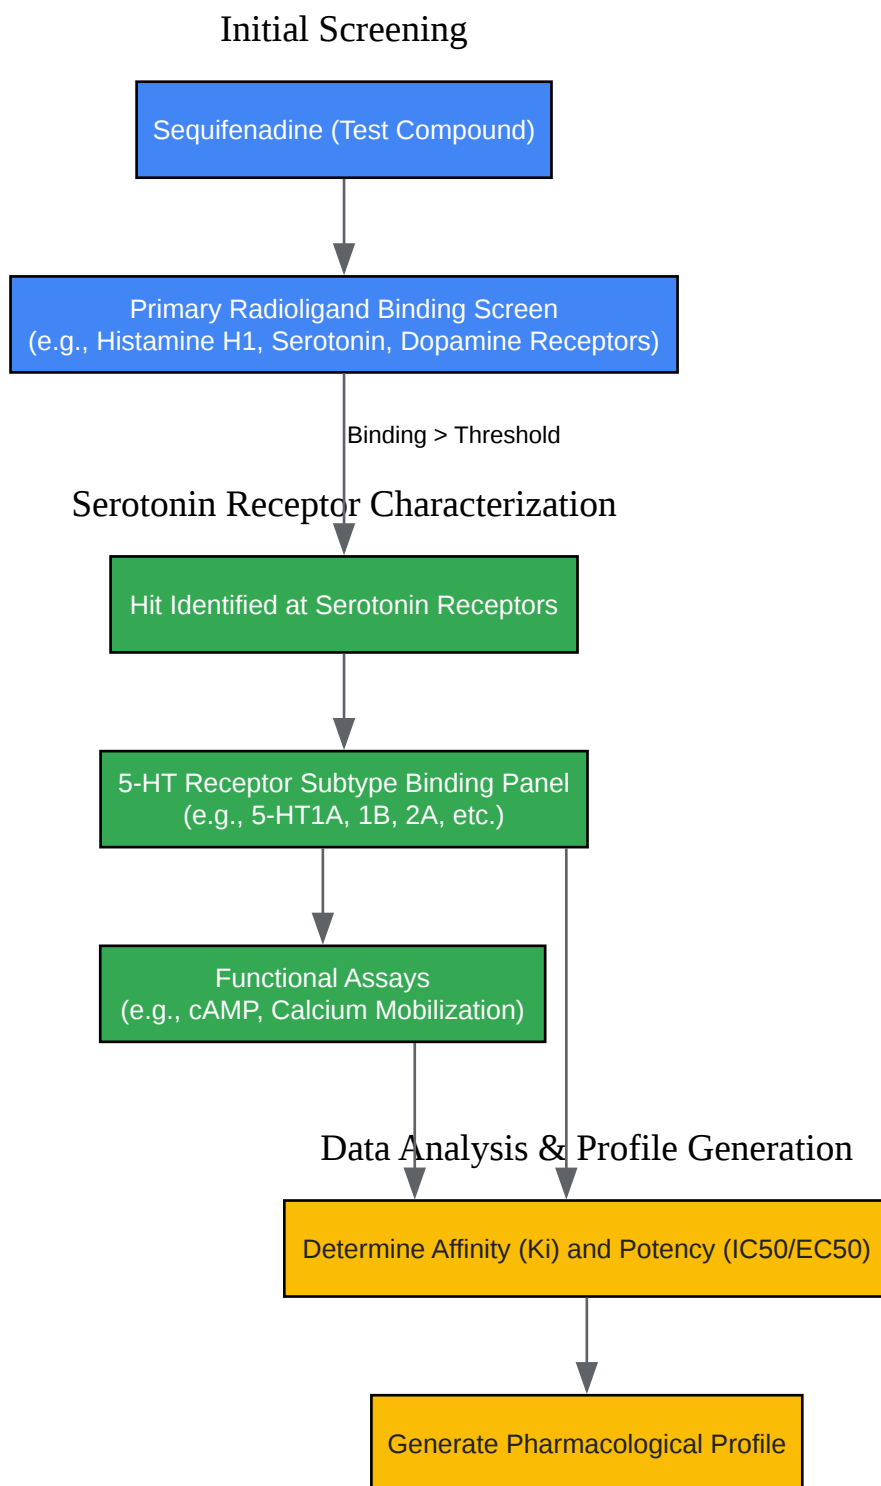 Initial Screening
Sequifenadine (Test Compound)
Primary Radioligand Binding Screen
(e.g., Histamine H1, Serotonin, Dopamine Receptors)
Binding > Threshold
Serotonin Receptor Characterization
Hit Identified at Serotonin Receptors
5-HT Receptor Subtype Binding Panel
(e.g., 5-HT1A, 1B, 2A, etc.)
Functional Assays
(e.g., cAMP, Calcium Mobilization)
Data Analysis & Profile Generation
Determine Affinity (Ki) and Potency (IC50/EC50)
Generate Pharmacological Profile